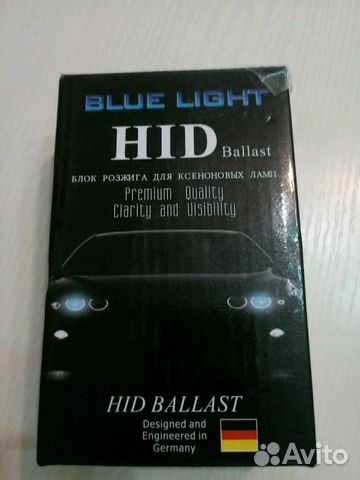 BLUE LIGHT
HID Ballast
БЛОК РОЗЖИГА ДЛЯ КСЕНОНОВЫХ ЛАМП
Premium Quality
Clarity and Visibility
HID BALLAST
Designed and
Engineered in
Germany
Avito